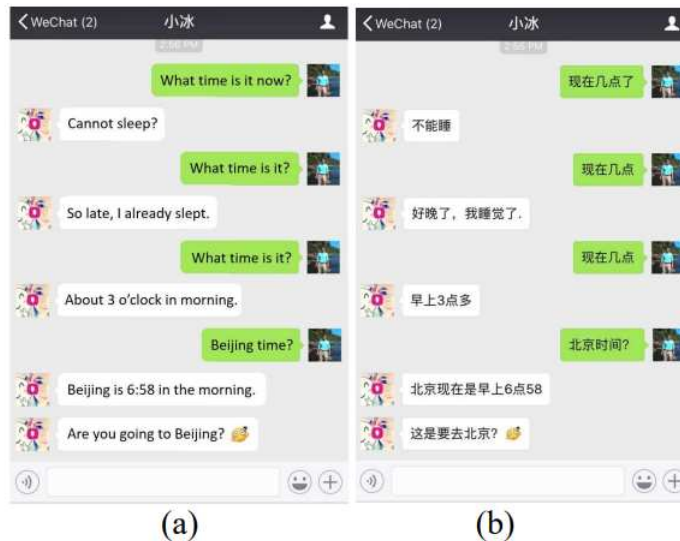 WeChat (2)
小冰
2:56 PM
What time is it now?
Cannot sleep?
What time is it?
So late, I already slept.
What time is it?
About 3 o'clock in morning.
Beijing time?
Beijing is 6:58 in the morning.
Are you going to Beijing?
(a)
WeChat (2)
小冰
现在几点了
不能睡
现在几点
好晚了，我睡觉了.
现在几点
早上3点多
北京时间？
北京现在是早上6点58
这是要去北京？
(b)